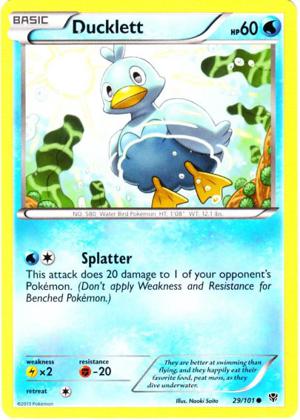 BASIC
Ducklett HP60
NO. 580 Water Bird Pokémon HT: 1'08" WT: 12.1 lbs.
Splatter
This attack does 20 damage to 1 of your opponent's
Pokémon. (Don't apply Weakness and Resistance for
Benched Pokémon.)
weakness
×2
resistance
-20
retreat
They are better at swimming than
flying, and they happily eat their
favorite food, peat moss, as they
dive underwater.
©2013 Pokémon
Illus. Naoki Saito
29/101